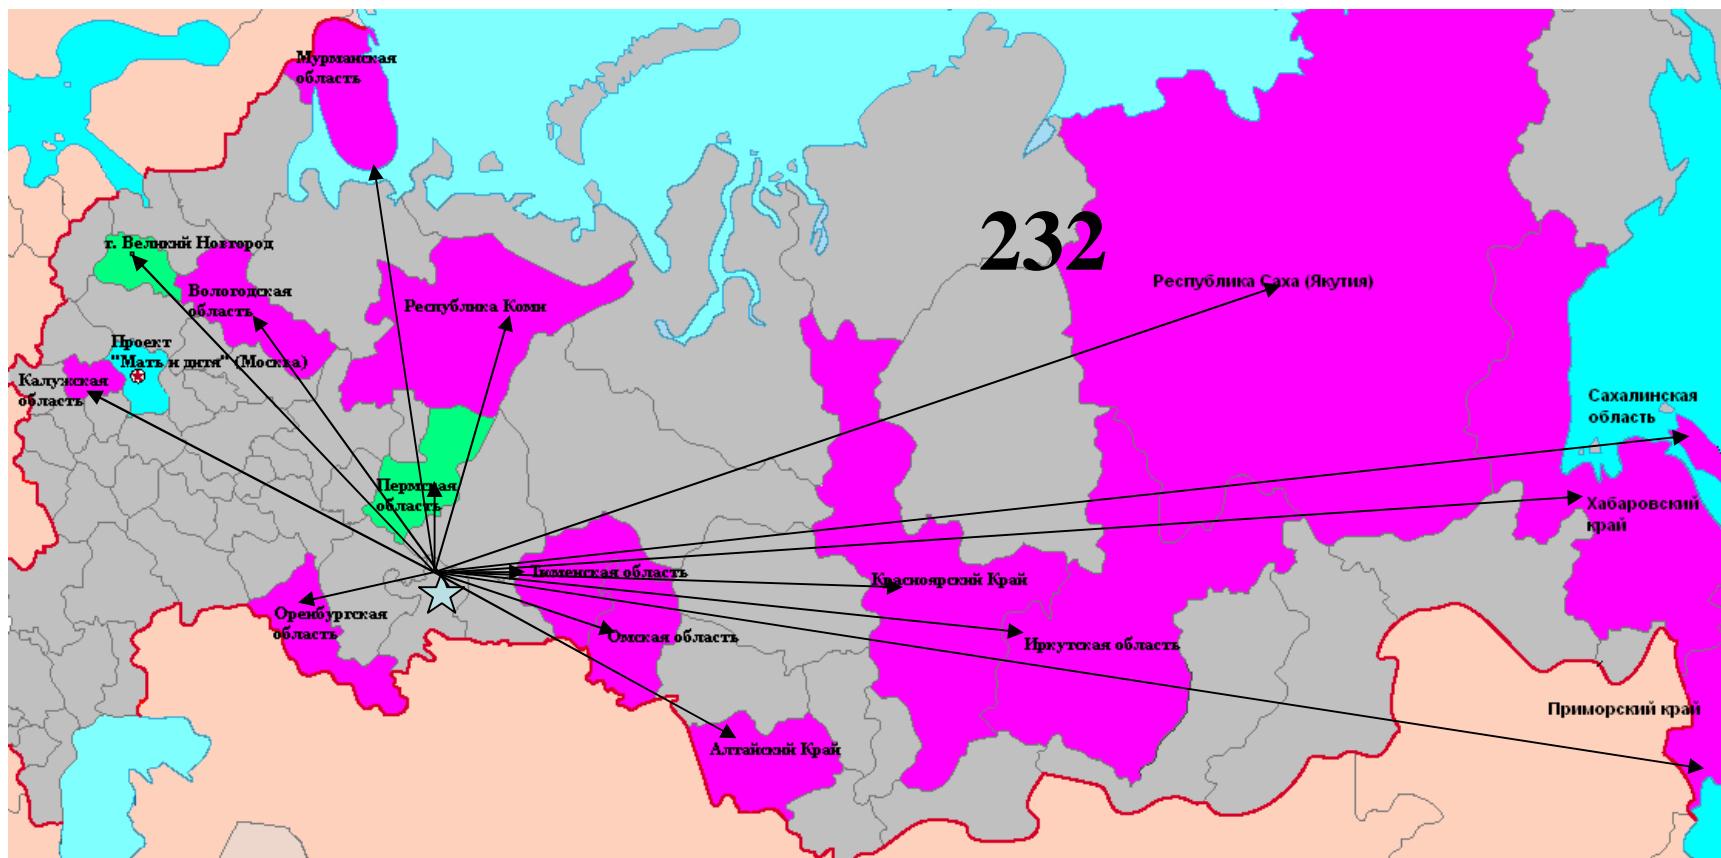 Мурманская
область
232
г. Великий Новгород
Республика Саха (Якутия)
Вологодская
область
Республика Коми
Проект
"Мать и дитя" (Москва)
Калужская
область
Сахалинская
область
Пермская
область
Хабаровский
край
Тюменская область
Красноярский Край
Оренбургская
область
Омская область
Иркутская область
Приморский край
Алтайский Край